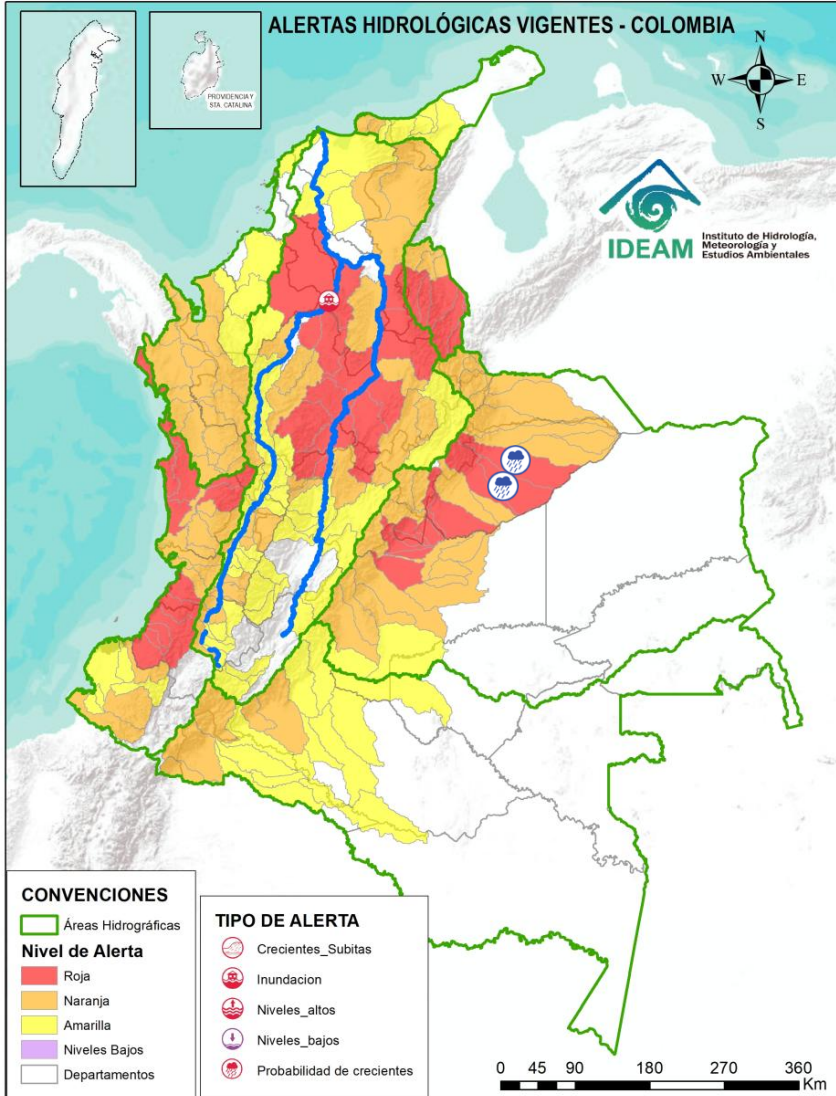 ALERTAS HIDROLÓGICAS VIGENTES - COLOMBIA
PROVIDENCIA Y
STA. CATALINA
N
W
E
S
IDEAM
Instituto de Hidrología,
Meteorología y
Estudios Ambientales
CONVENCIONES
Áreas Hidrográficas
Nivel de Alerta
Roja
Naranja
Amarilla
Niveles Bajos
Departamentos
TIPO DE ALERTA
Crecientes_Subitas
Inundacion
Niveles_altos
Niveles_bajos
Probabilidad de crecientes
0 45 90 180 270 360
Km